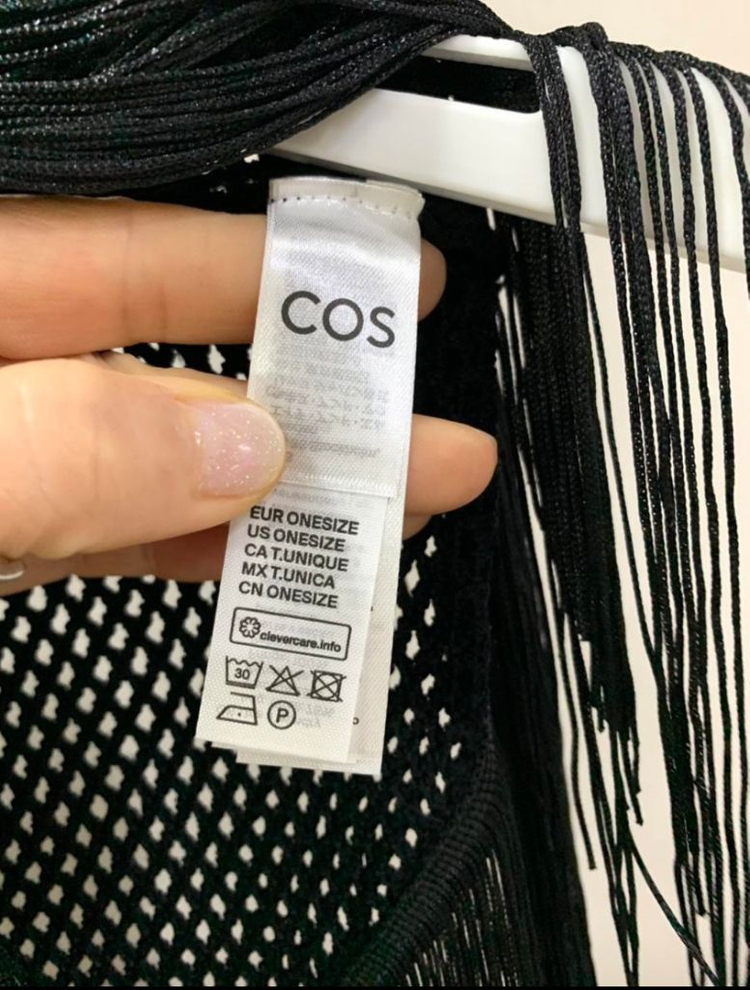 COS
EUR ONESIZE
US ONESIZE
CA T.UNIQUE
MX T.UNICA
CN ONESIZE
clevercare.info
30
P